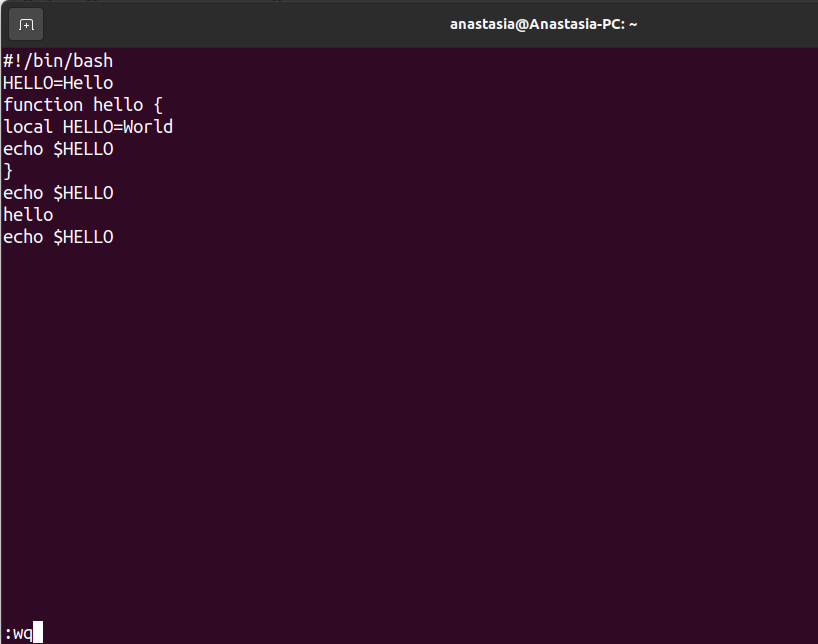 anastasia@Anastasia-PC: ~
#!/bin/bash
HELLO=Hello
function hello {
local HELLO=World
echo $HELLO
}
echo $HELLO
hello
echo $HELLO
:wq